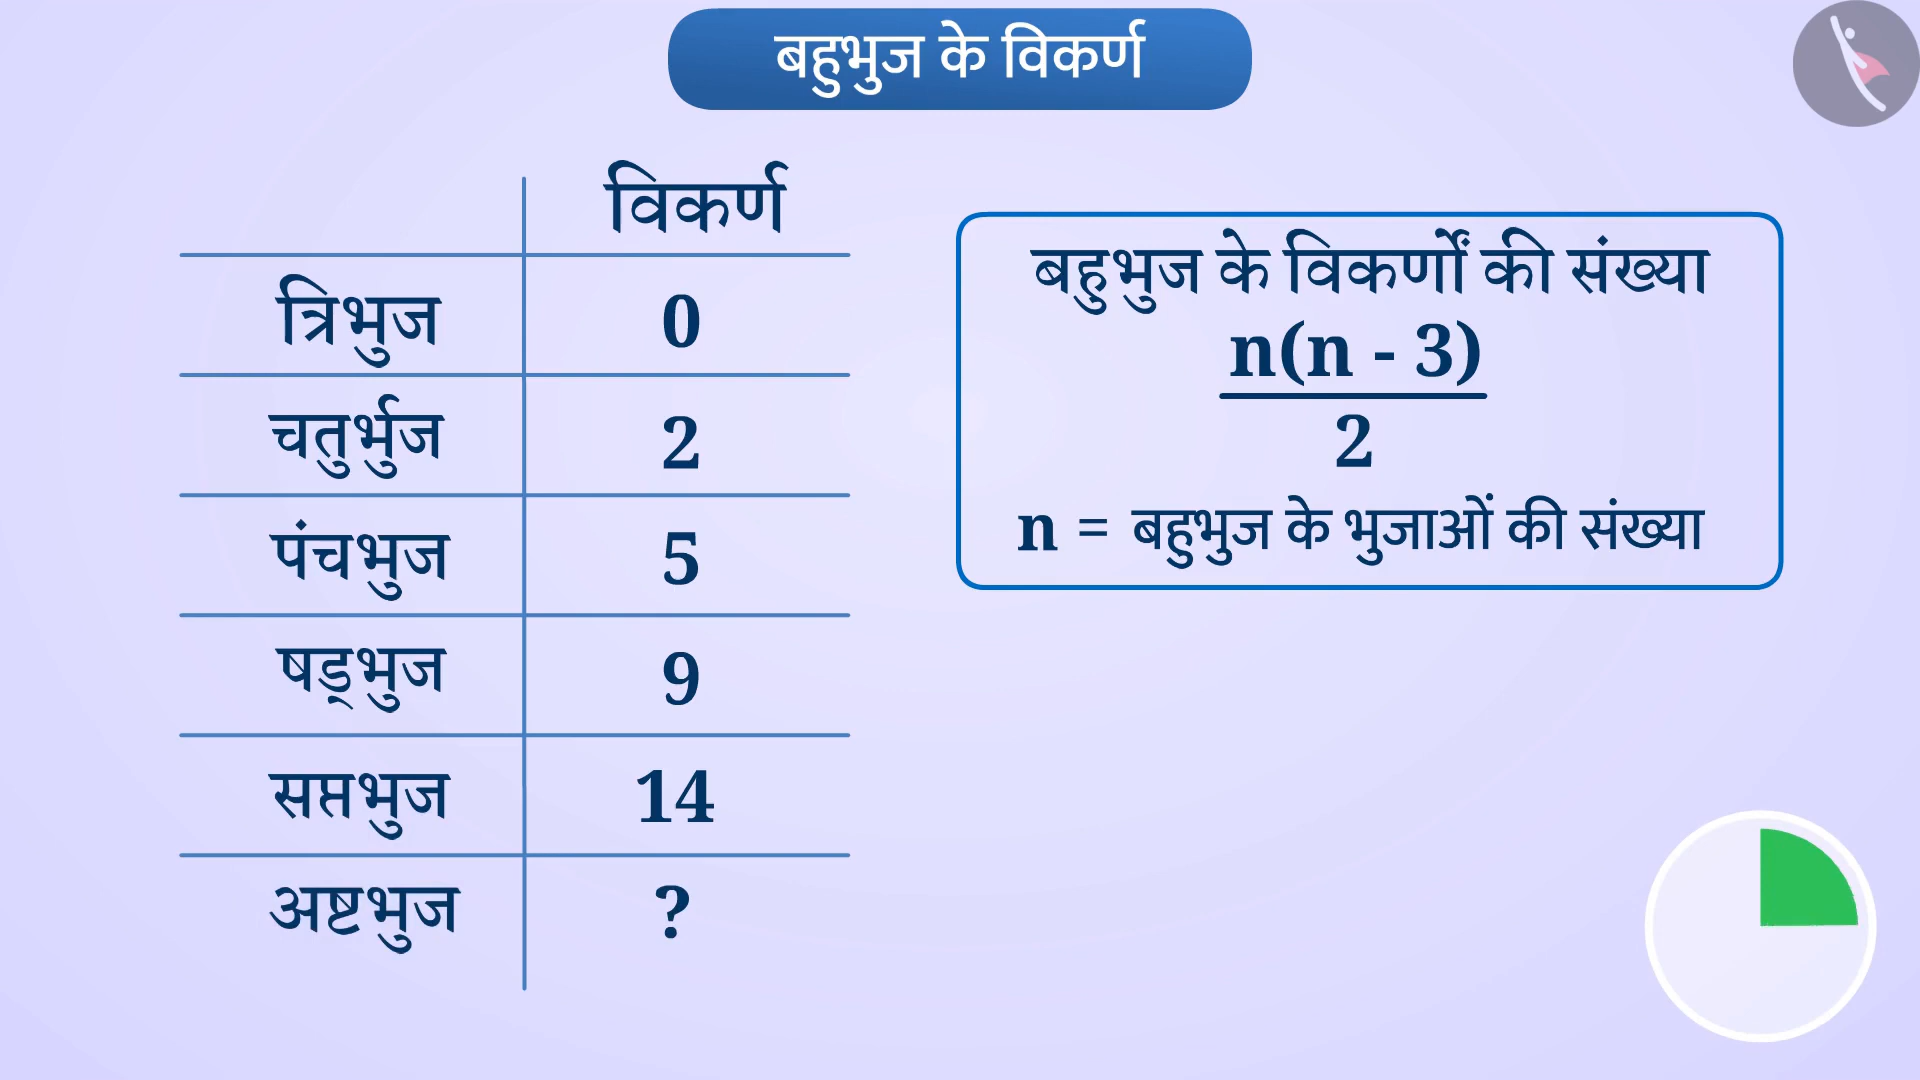 बहुभुज के विकर्ण
विकर्ण
त्रिभुज 0
चतुर्भुज 2
पंचभुज 5
षड्भुज 9
सप्तभुज 14
अष्टभुज ?
बहुभुज के विकर्णों की संख्या
n(n - 3)
2
n = बहुभुज के भुजाओं की संख्या